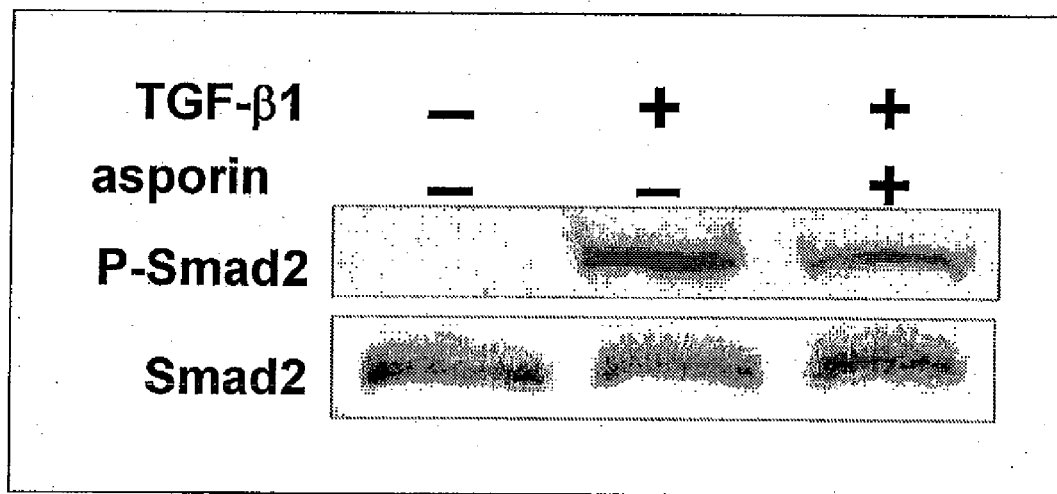 TGF-β1 − + +
asporin − − +
P-Smad2
Smad2